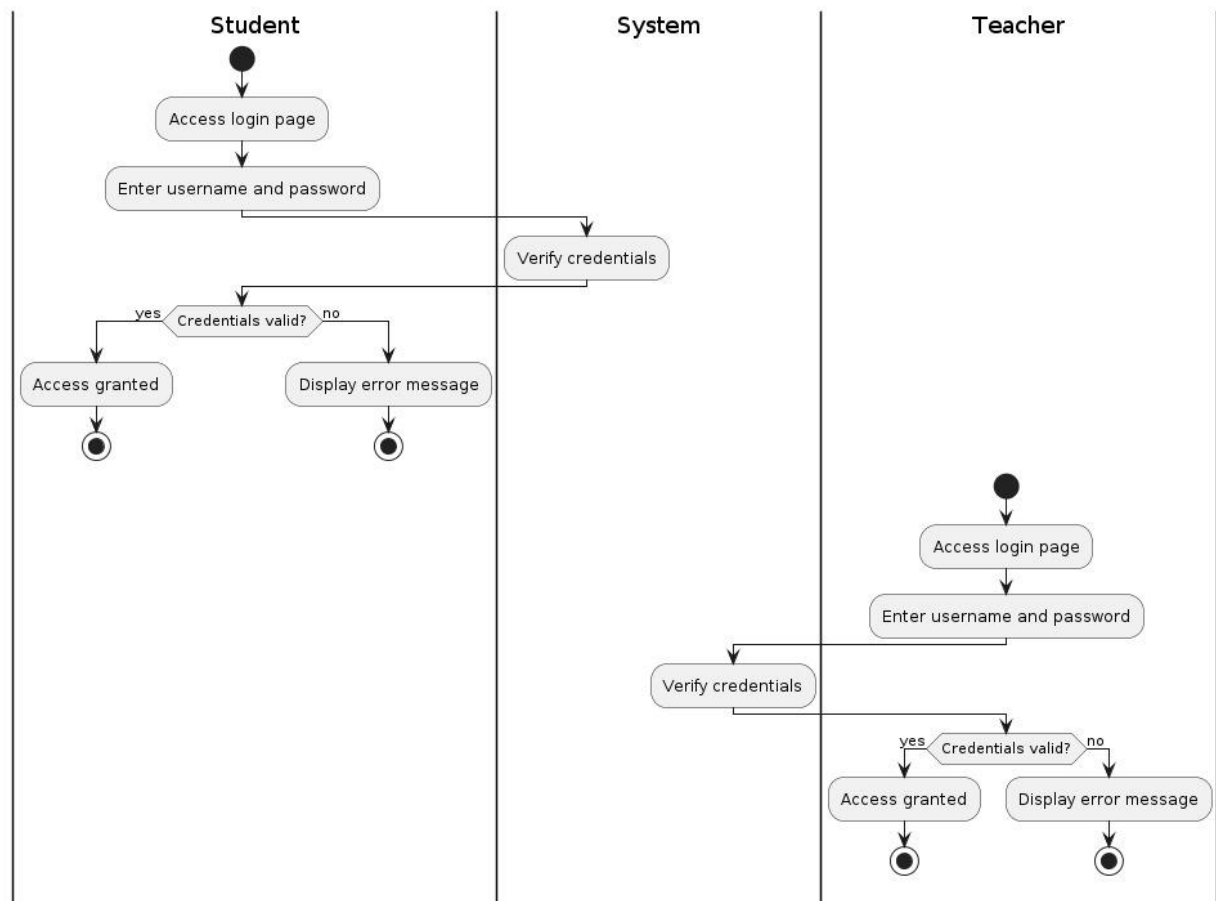 Student
System
Teacher
Access login page
Enter username and password
Verify credentials
yes
Credentials valid?
no
Access granted
Display error message
Access login page
Enter username and password
Verify credentials
yes
Credentials valid?
no
Access granted
Display error message